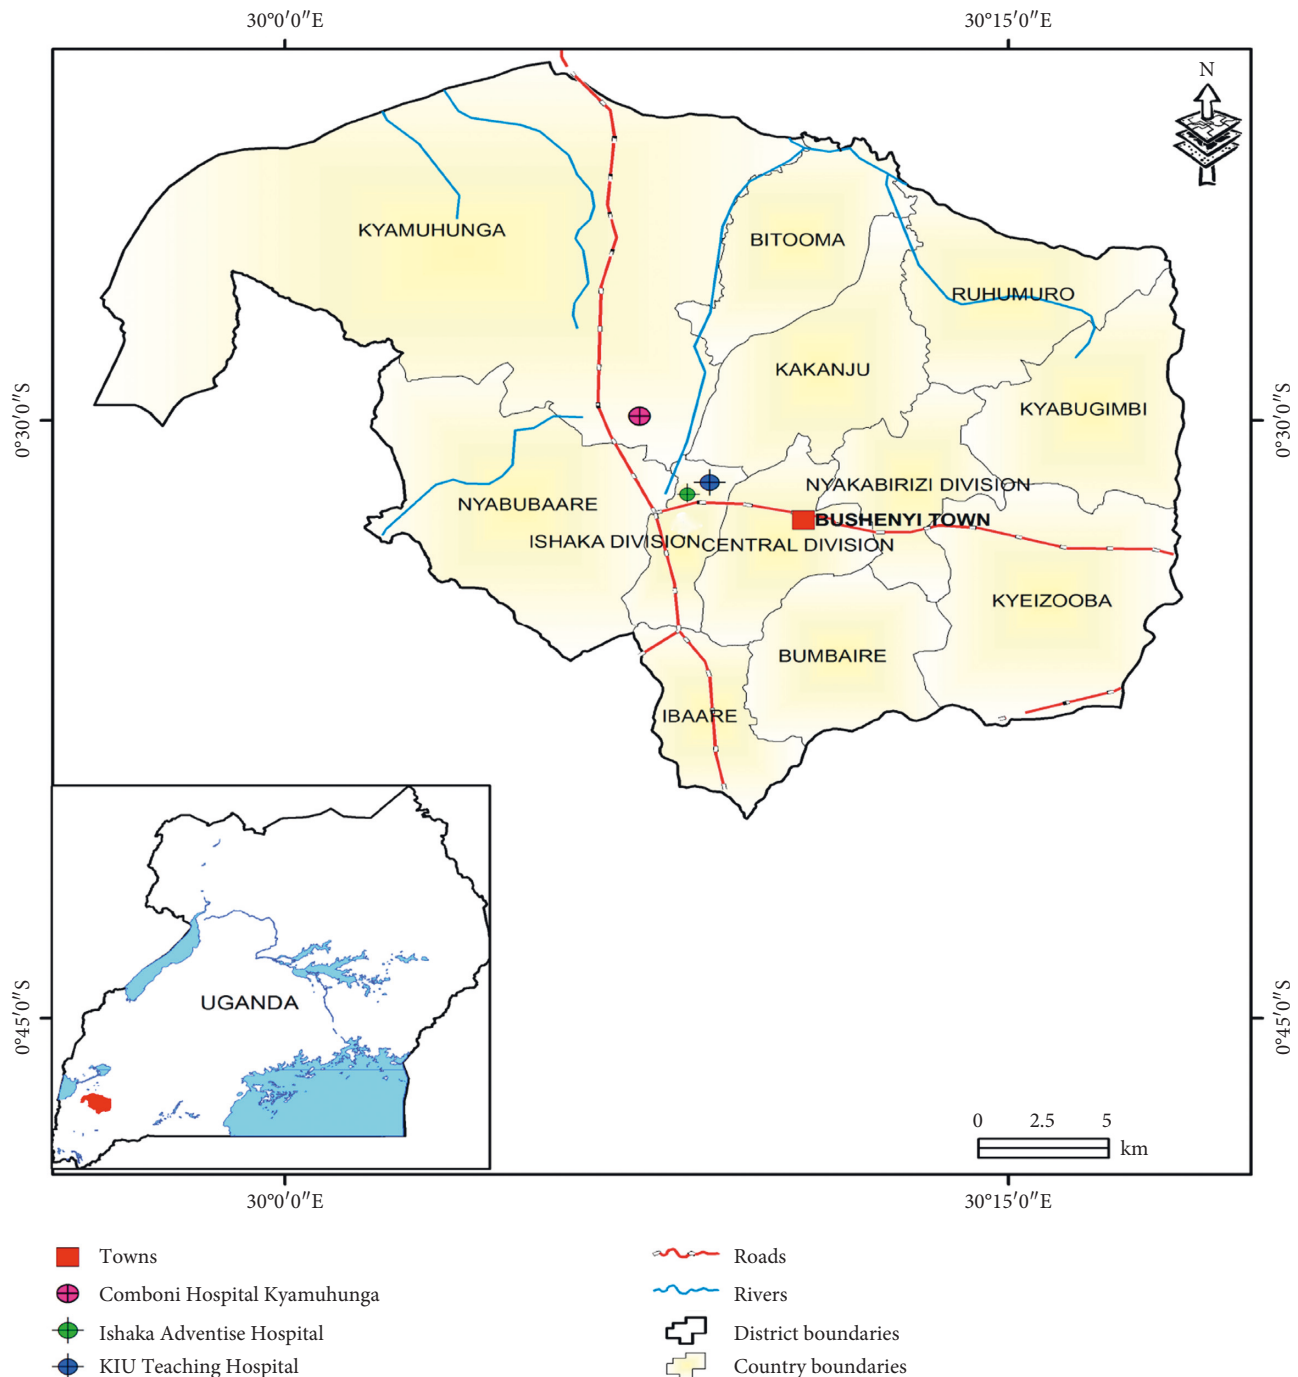 30°0′0″E
30°15′0″E
N
KYAMUHUNGA
BITOOMA
RUHUMURO
KAKANJU
KYABUGIMBI
0°30′0″S
0°30′0″S
NYAKABIRIZI DIVISION
NYABUBAARE
BUSHENYI TOWN
ISHAKA DIVISION
CENTRAL DIVISION
KYEIZOOBA
BUMBAIRE
IBAARE
UGANDA
0°45′0″S
0°45′0″S
0 2.5 5
km
30°0′0″E
30°15′0″E
Towns
Comboni Hospital Kyamuhunga
Ishaka Adventise Hospital
KIU Teaching Hospital
Roads
Rivers
District boundaries
Country boundaries